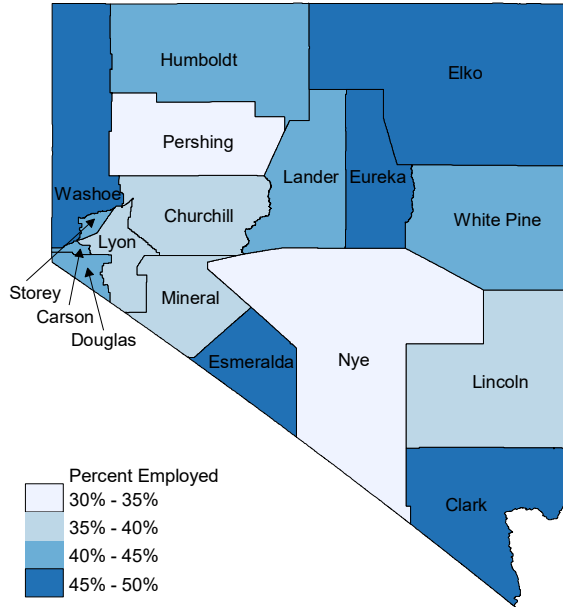 Humboldt
Elko
Pershing
Lander
Eureka
Washoe
Churchill
White Pine
Lyon
Storey
Carson
Douglas
Mineral
Esmeralda
Nye
Lincoln
Clark
Percent Employed
30% - 35%
35% - 40%
40% - 45%
45% - 50%